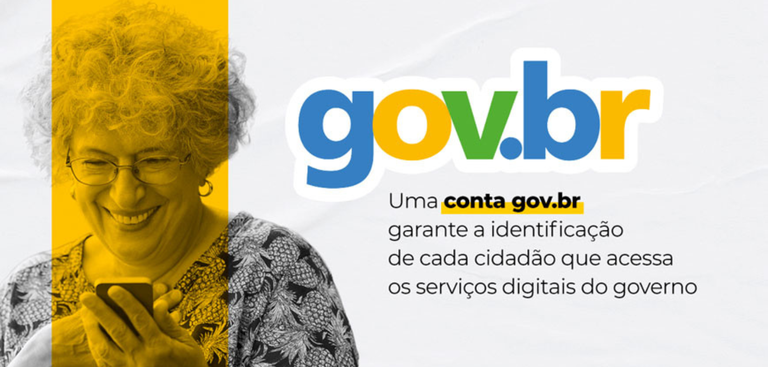 gov.br
Uma conta gov.br
garante a identificação
de cada cidadão que acessa
os serviços digitais do governo